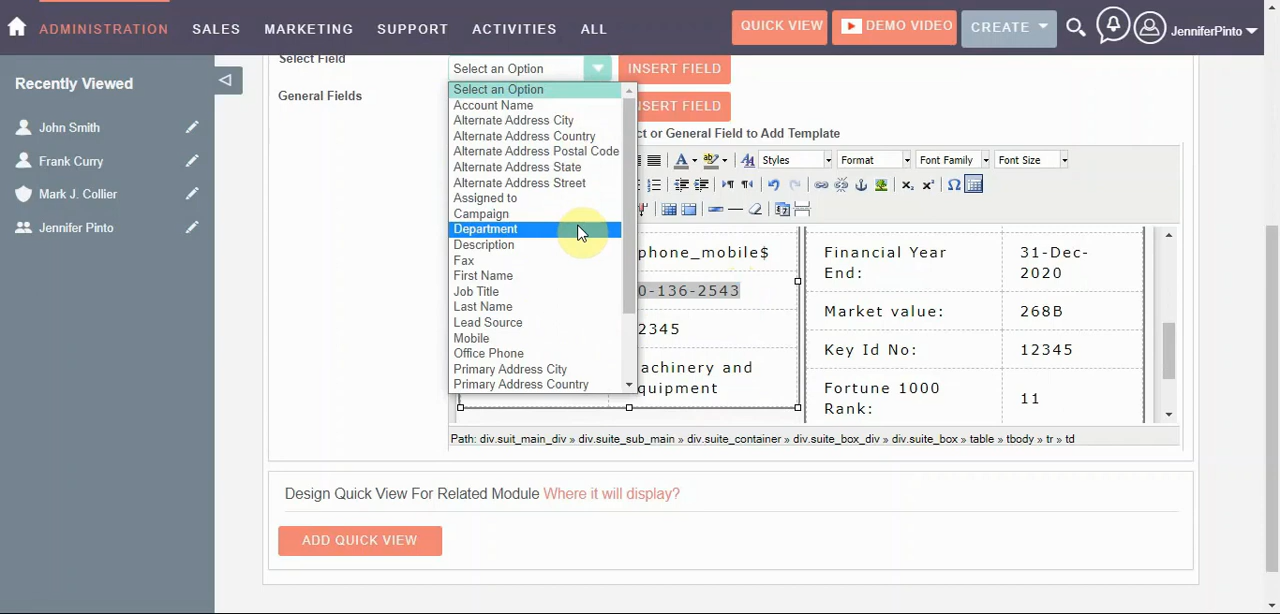 ADMINISTRATION SALES MARKETING SUPPORT ACTIVITIES ALL QUICK VIEW DEMO VIDEO CREATE JenniferPinto
Recently Viewed
John Smith
Frank Curry
Mark J. Collier
Jennifer Pinto
Select Field
Select an Option
INSERT FIELD
General Fields
INSERT FIELD
Select an Option
Account Name
Alternate Address City
Alternate Address Country
Alternate Address Postal Code
Alternate Address State
Alternate Address Street
Assigned to
Campaign
Department
Description
Fax
First Name
Job Title
Last Name
Lead Source
Mobile
Office Phone
Primary Address City
Primary Address Country
ct or General Field to Add Template
Styles Format Font Family Font Size
phone_mobile$
0-136-2543
2345
achinery and
quipment
Financial Year
End:
31-Dec-
2020
Market value: 268B
Key Id No: 12345
Fortune 1000
Rank:
11
Path: div.suit_main_div » div.suite_sub_main » div.suite_container » div.suite_box_div » div.suite_box » table » tbody » tr » td
Design Quick View For Related Module Where it will display?
ADD QUICK VIEW